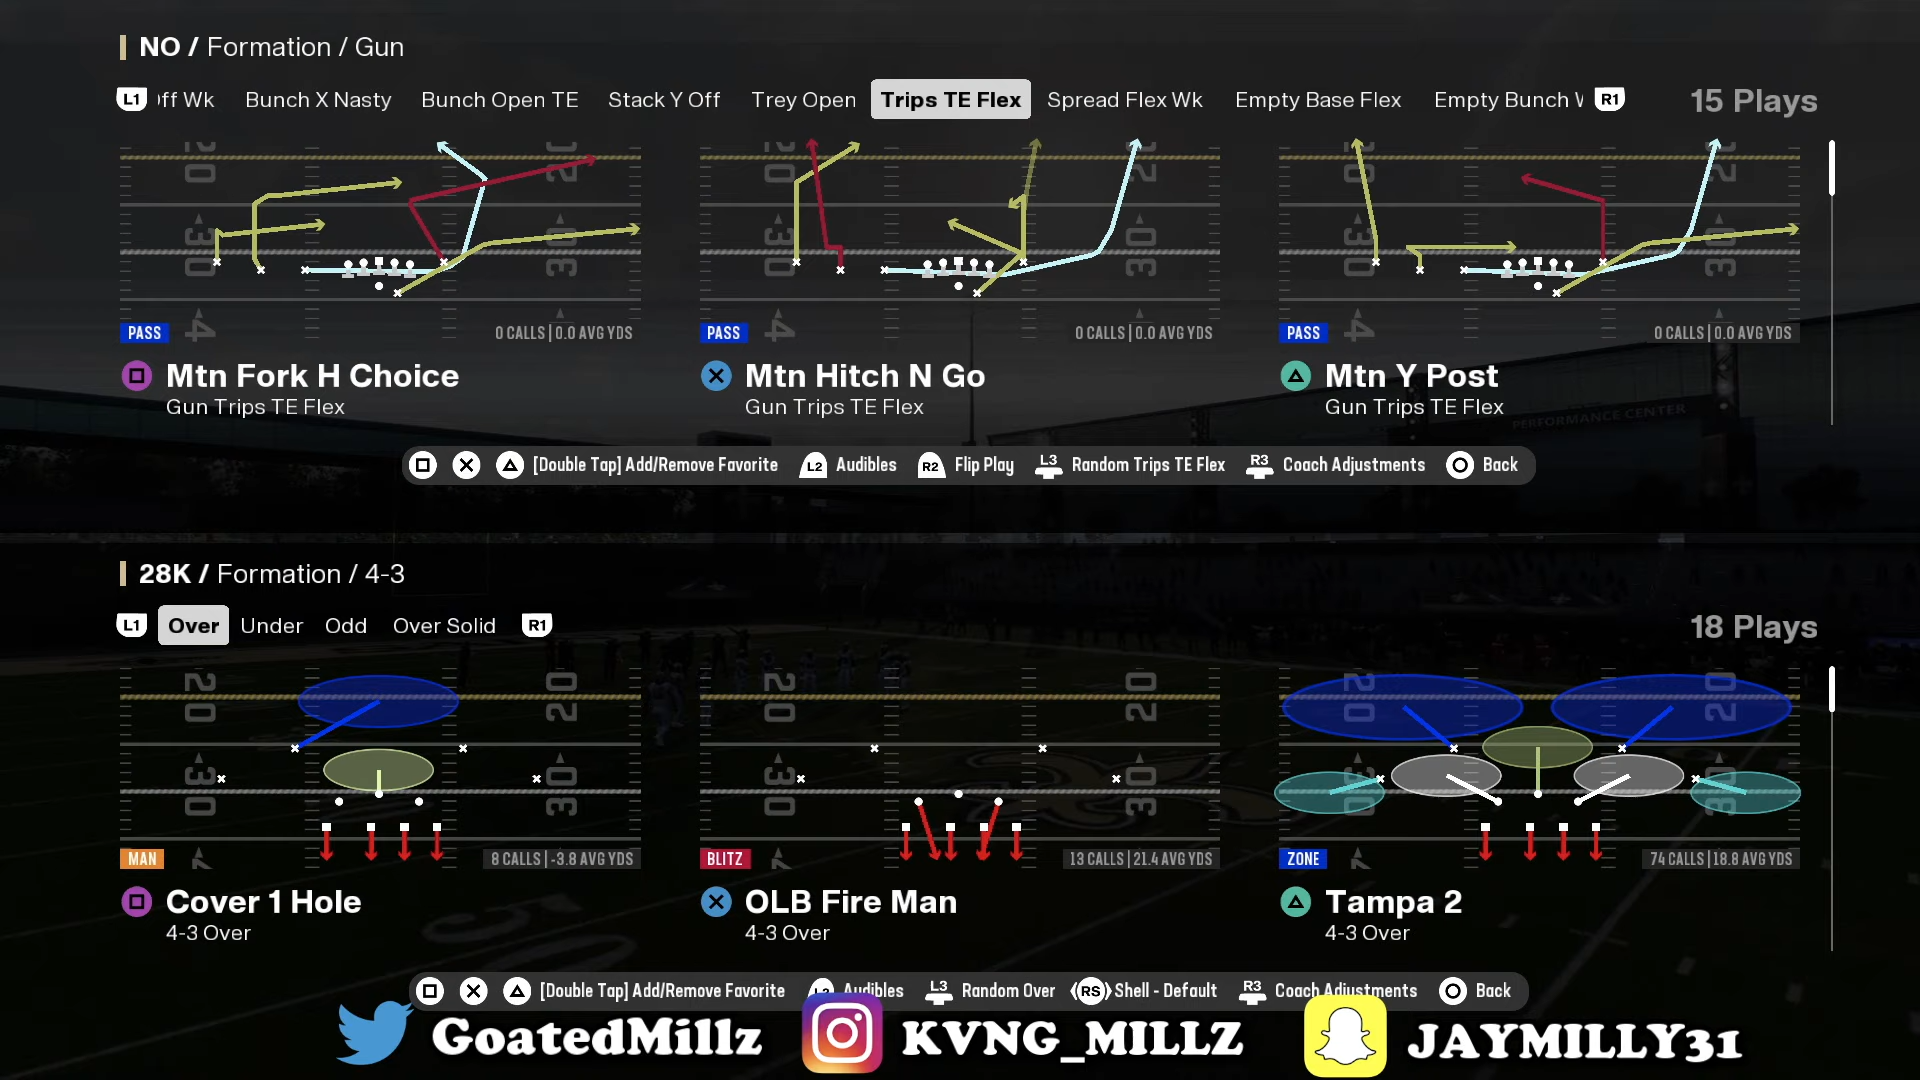 NO / Formation / Gun
L1 Off Wk Bunch X Nasty Bunch Open TE Stack Y Off Trey Open Trips TE Flex Spread Flex Wk Empty Base Flex Empty Bunch R1 15 Plays
PASS 0 CALLS | 0.0 AVG YDS
PASS 0 CALLS | 0.0 AVG YDS
PASS 0 CALLS | 0.0 AVG YDS
Mtn Fork H Choice
Gun Trips TE Flex
Mtn Hitch N Go
Gun Trips TE Flex
Mtn Y Post
Gun Trips TE Flex
PERFORMANCE CENTER
[Double Tap] Add/Remove Favorite L2 Audibles R2 Flip Play L3 Random Trips TE Flex R3 Coach Adjustments Back
28K / Formation / 4-3
L1 Over Under Odd Over Solid R1 18 Plays
MAN 8 CALLS | -3.8 AVG YDS
BLITZ 13 CALLS | 21.4 AVG YDS
ZONE 74 CALLS | 18.8 AVG YDS
Cover 1 Hole
4-3 Over
OLB Fire Man
4-3 Over
Tampa 2
4-3 Over
[Double Tap] Add/Remove Favorite L2 Audibles L3 Random Over RS Shell - Default R3 Coach Adjustments Back
GoatedMillz KVNG_MILLZ JAYMILLY31